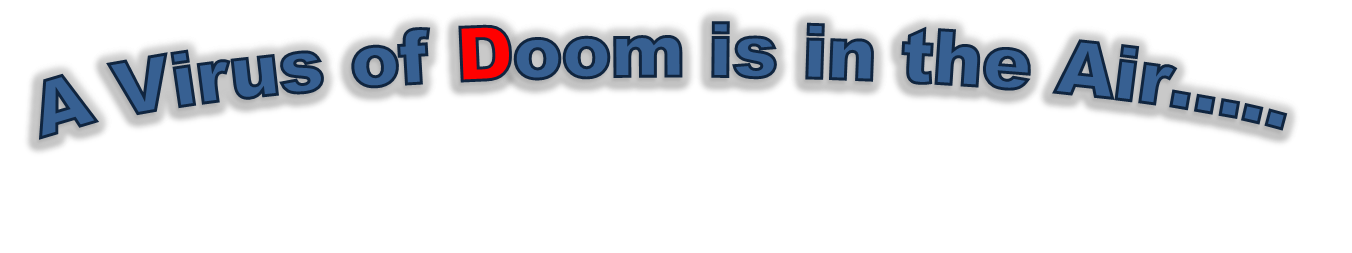 A Virus of Doom is in the Air.....